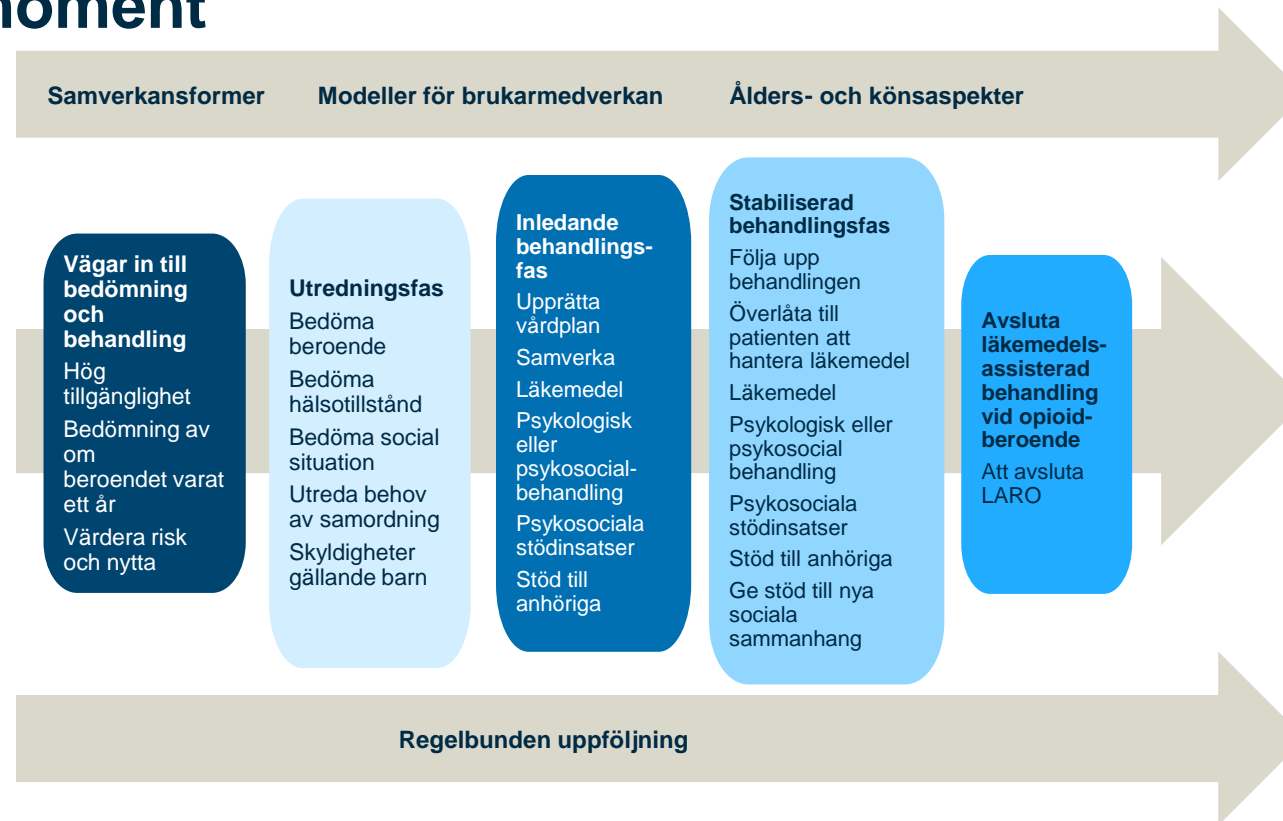 Samverkansformer Modeller för brukarmedverkan Ålders- och könsaspekter
Vägar in till
bedömning
och
behandling
Hög
tillgänglighet
Bedömning av
om
beroendet varat
ett år
Värdera risk
och nytta
Utredningsfas
Bedöma
beroende
Bedöma
hälsotillstånd
Bedöma social
situation
Utreda behov
av samordning
Skyldigheter
gällande barn
Inledande
behandlings-
fas
Upprätta
vårdplan
Samverka
Läkemedel
Psykologisk
eller
psykosocial-
behandling
Psykosociala
stödinsatser
Stöd till
anhöriga
Stabiliserad
behandlingsfas
Följa upp
behandlingen
Överlåta till
patienten att
hantera läkemedel
Läkemedel
Psykologisk eller
psykosocial
behandling
Psykosociala
stödinsatser
Stöd till anhöriga
Ge stöd till nya
sociala
sammanhang
Avsluta
läkemedels-
assisterad
behandling
vid opioid-
beroende
Att avsluta
LARO
Regelbunden uppföljning